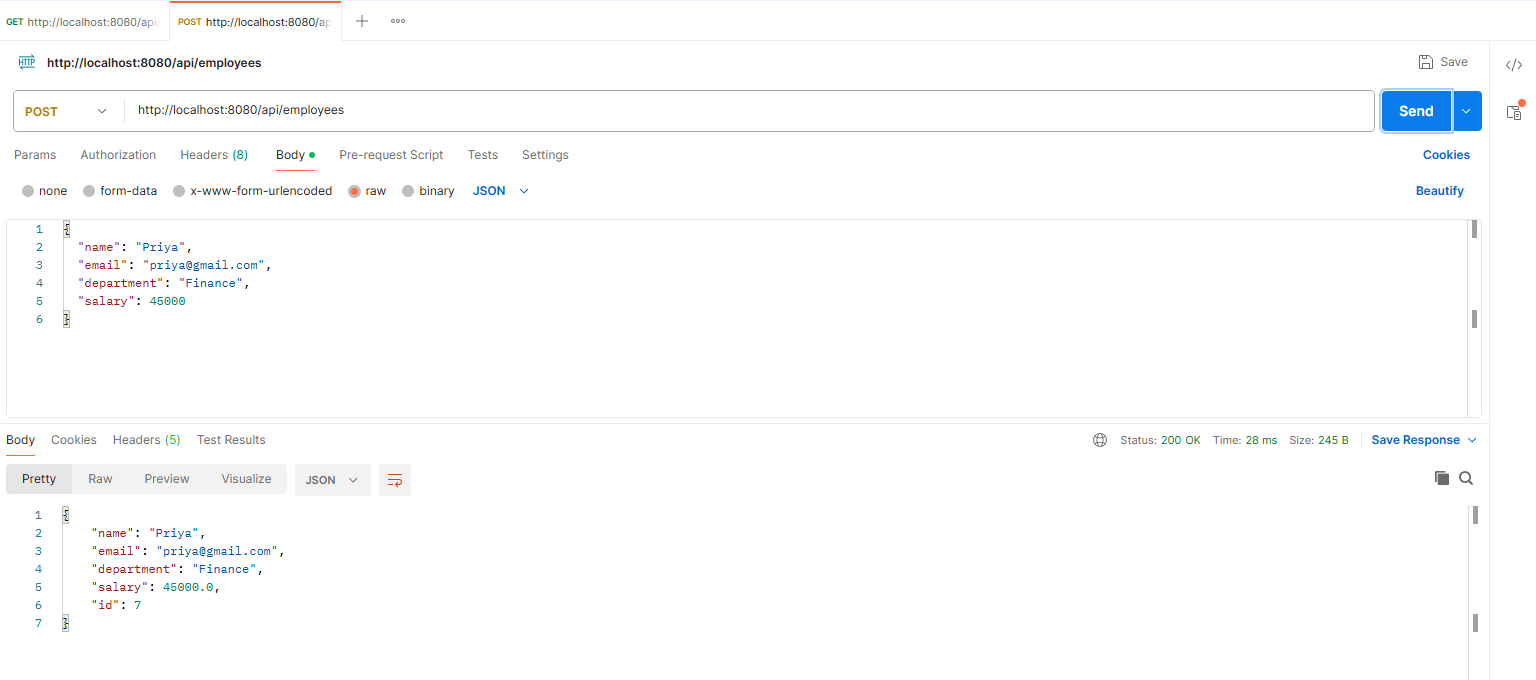 GET http://localhost:8080/api/
POST http://localhost:8080/ap
HTTP http://localhost:8080/api/employees
Save
POST http://localhost:8080/api/employees
Send
Params Authorization Headers (8) Body Pre-request Script Tests Settings
Cookies
none form-data x-www-form-urlencoded raw binary JSON
Beautify
1 {
2 "name": "Priya",
3 "email": "priya@gmail.com",
4 "department": "Finance",
5 "salary": 45000
6 }
Body Cookies Headers (5) Test Results
Status: 200 OK Time: 28 ms Size: 245 B Save Response
Pretty Raw Preview Visualize JSON
1 {
2 "name": "Priya",
3 "email": "priya@gmail.com",
4 "department": "Finance",
5 "salary": 45000.0,
6 "id": 7
7 }